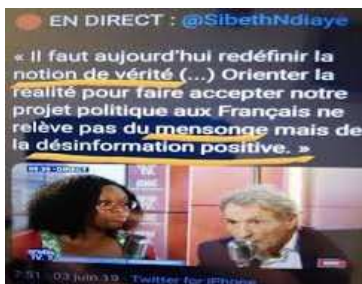 EN DIRECT : @SibethNdiaye
« Il faut aujourd'hui redéfinir la
notion de vérité (...) Orienter la
réalité pour faire accepter notre
projet politique aux Français ne
relève pas du mensonge mais de
la désinformation positive. »
DIRECT
7:51 · 03 juin 19 · Twitter for iPhone